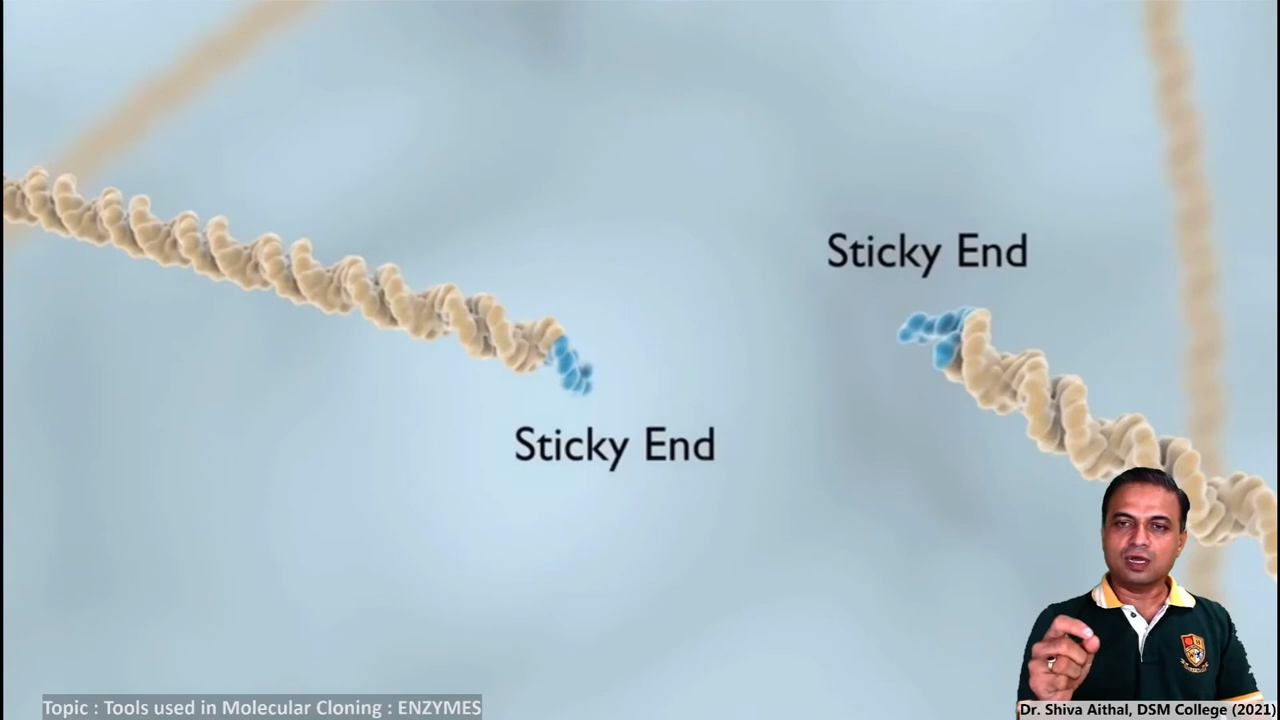 Sticky End
Sticky End
Topic : Tools used in Molecular Cloning : ENZYMES
Dr. Shiva Aithal, DSM College (2021)